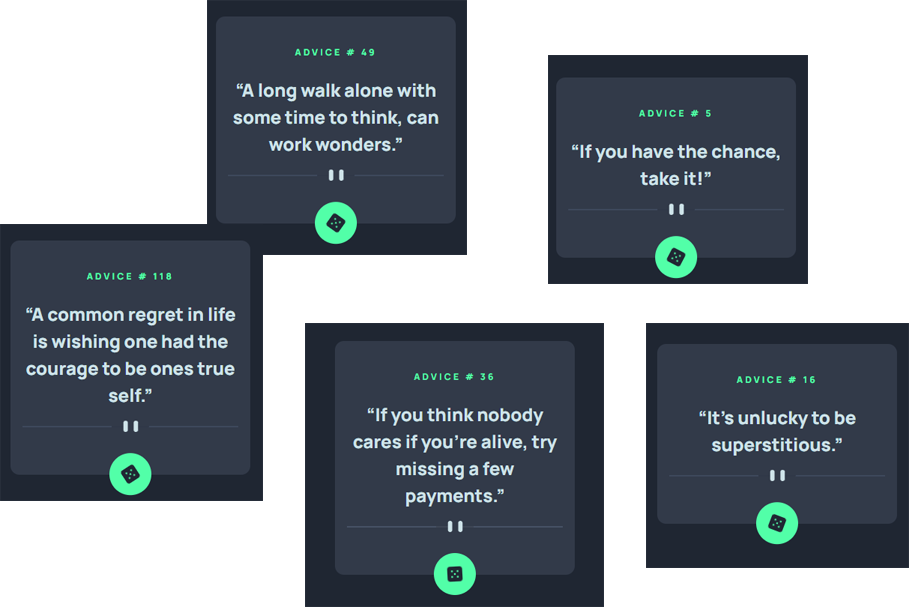 ADVICE # 49
“A long walk alone with
some time to think, can
work wonders.”
ADVICE # 5
“If you have the chance,
take it!”
ADVICE # 118
“A common regret in life
is wishing one had the
courage to be ones true
self.”
ADVICE # 36
“If you think nobody
cares if you’re alive, try
missing a few
payments.”
ADVICE # 16
“It’s unlucky to be
superstitious.”